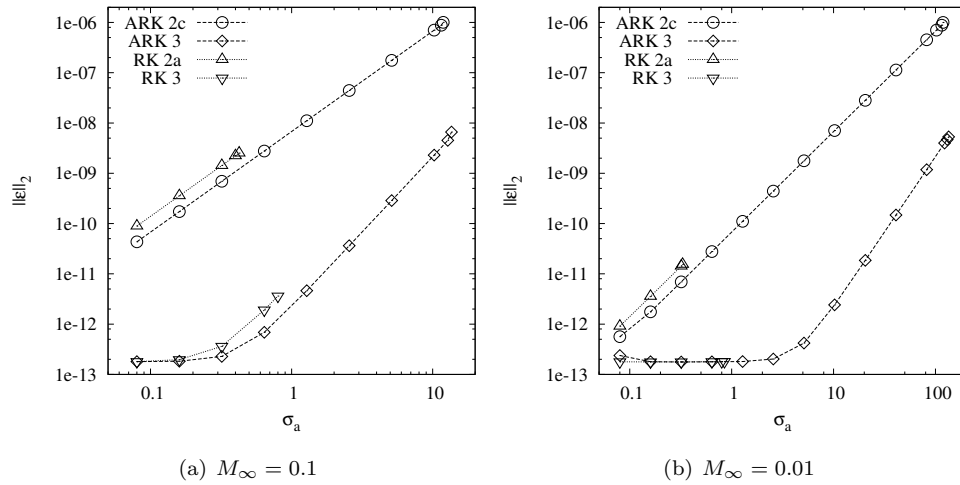 ARK 2c
ARK 3
RK 2a
RK 3
1e-06
1e-07
1e-08
1e-09
1e-10
1e-11
1e-12
1e-13
||ε||₂
0.1
1
10
σₐ
(a) M∞ = 0.1
ARK 2c
ARK 3
RK 2a
RK 3
1e-06
1e-07
1e-08
1e-09
1e-10
1e-11
1e-12
1e-13
||ε||₂
0.1
1
10
100
σₐ
(b) M∞ = 0.01